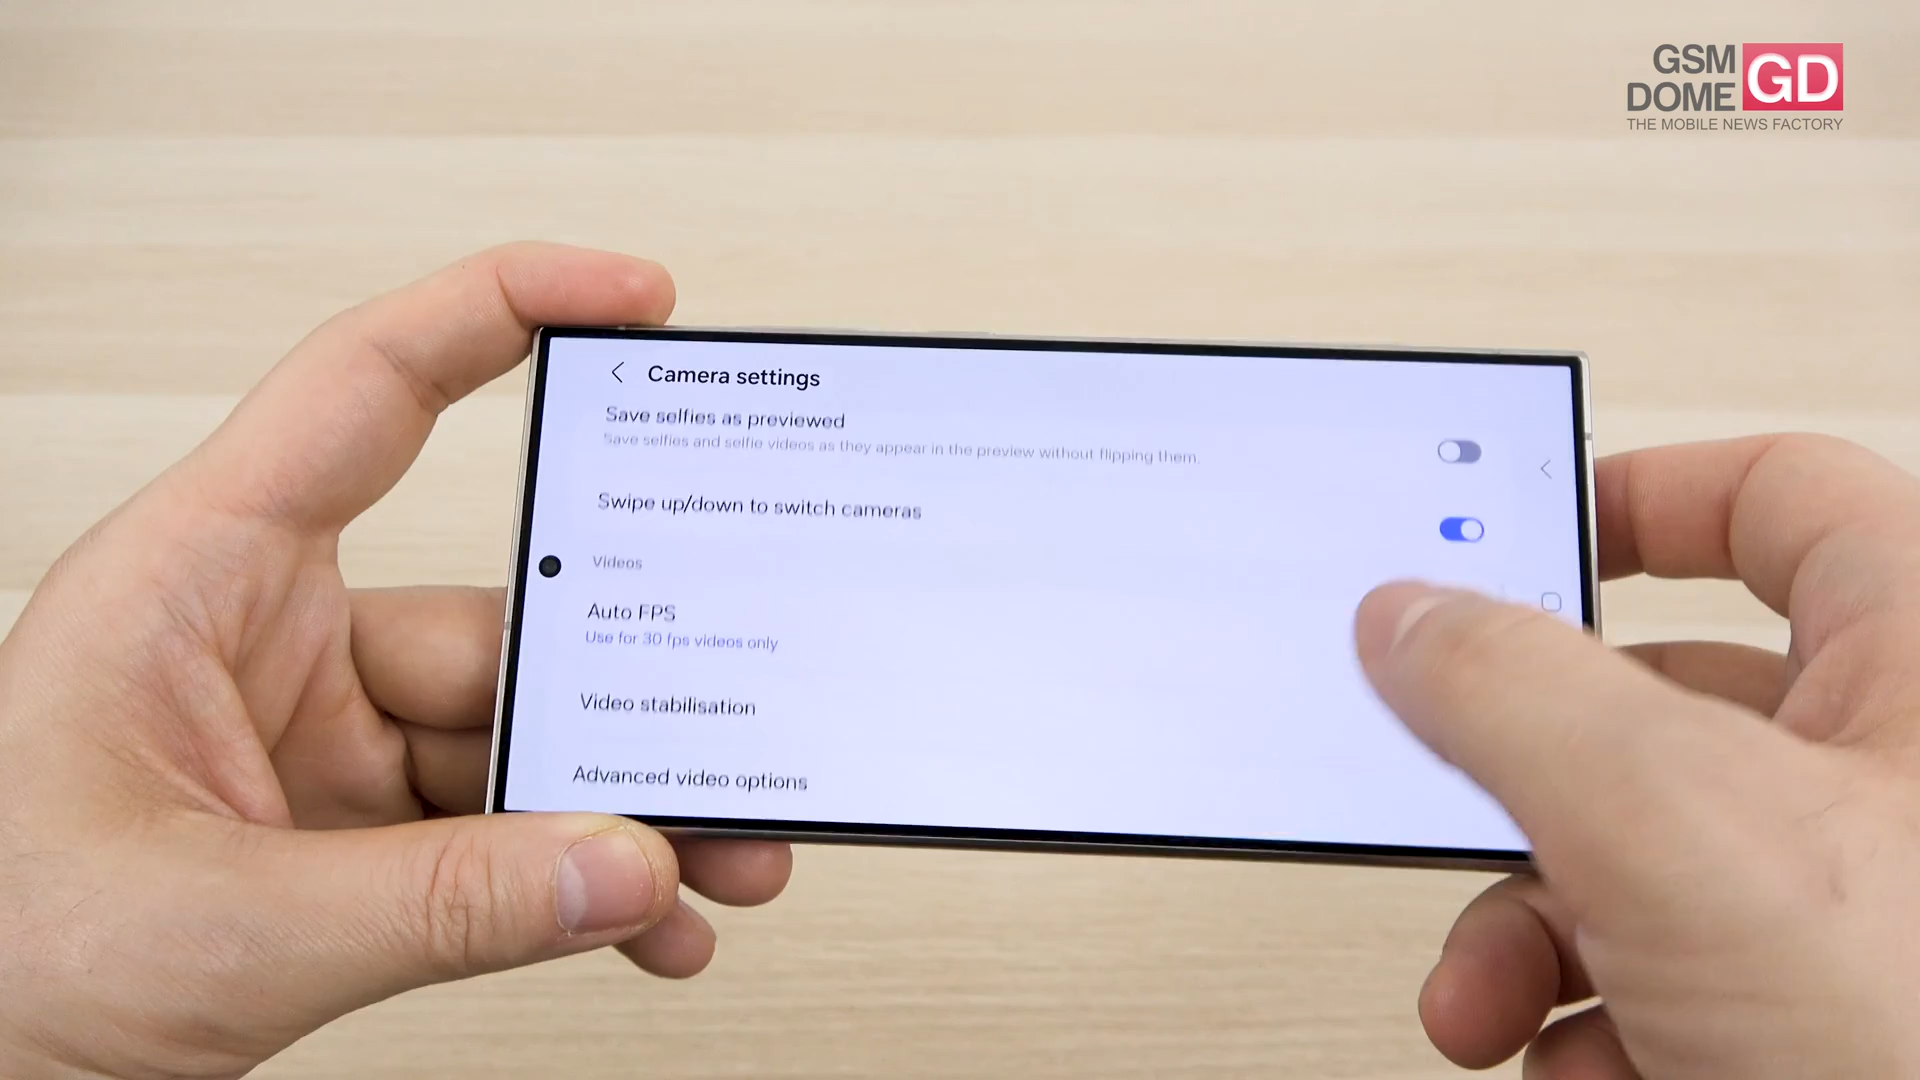 GSM
DOME
GD
THE MOBILE NEWS FACTORY
Camera settings
Save selfies as previewed
Save selfies and selfie videos as they appear in the preview without flipping them.
Swipe up/down to switch cameras
Videos
Auto FPS
Use for 30 fps videos only
Video stabilisation
Advanced video options